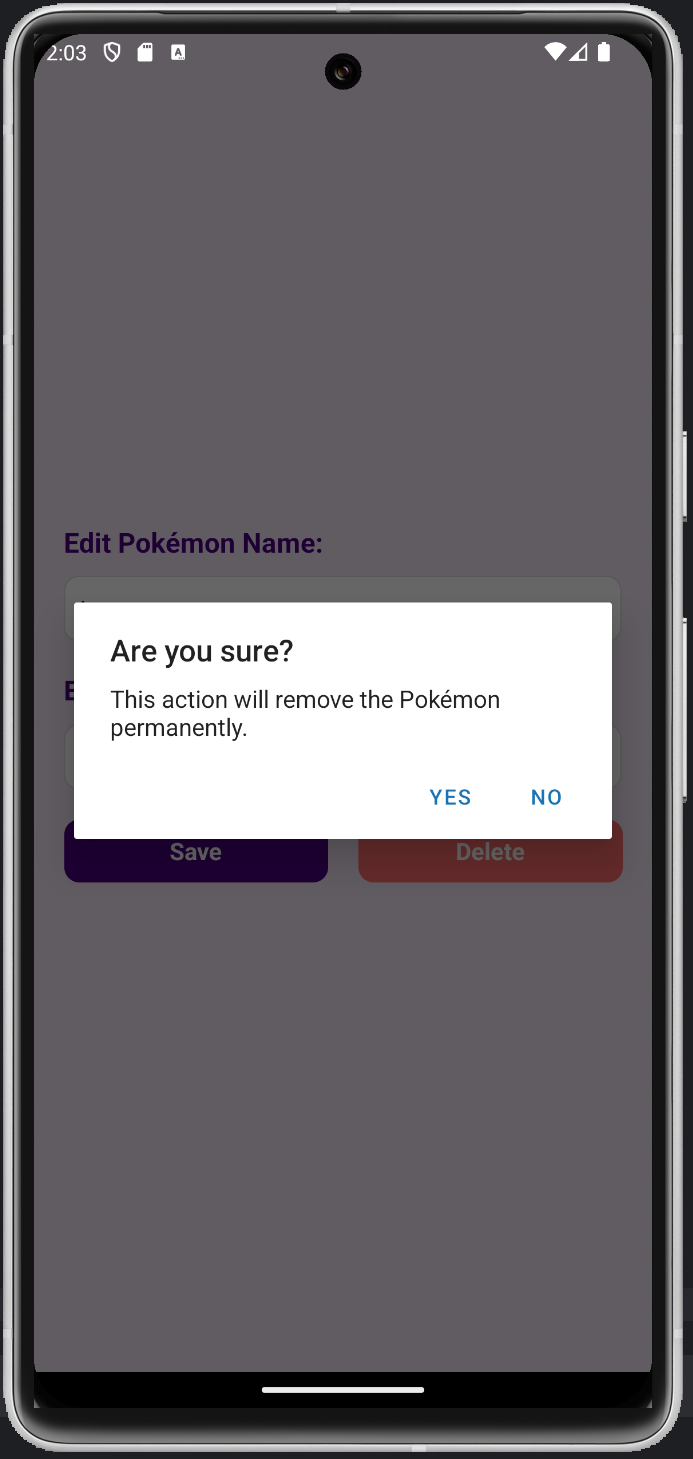 2:03
Edit Pokémon Name:
Are you sure?
This action will remove the Pokémon
permanently.
YES NO
Save Delete